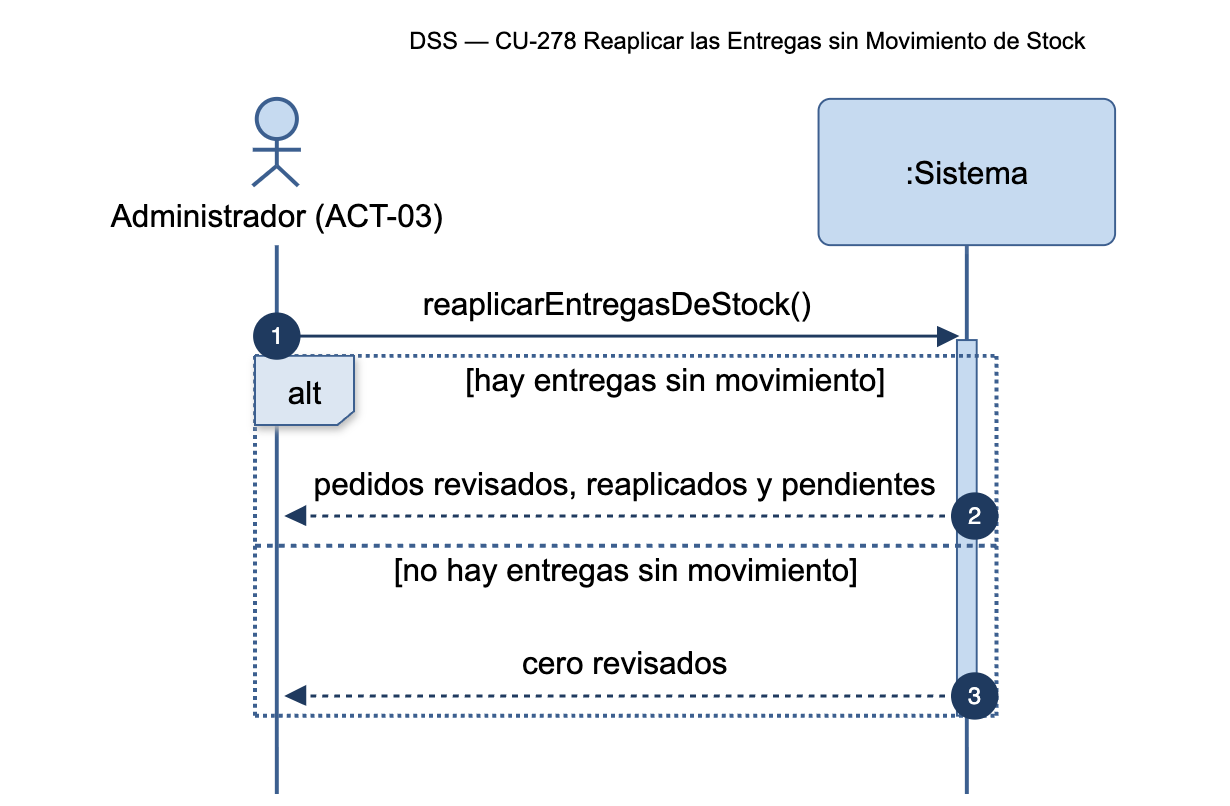 DSS — CU-278 Reaplicar las Entregas sin Movimiento de Stock
:Sistema
Administrador (ACT-03)
reaplicarEntregasDeStock()
1
alt
[hay entregas sin movimiento]
pedidos revisados, reaplicados y pendientes
2
[no hay entregas sin movimiento]
cero revisados
3